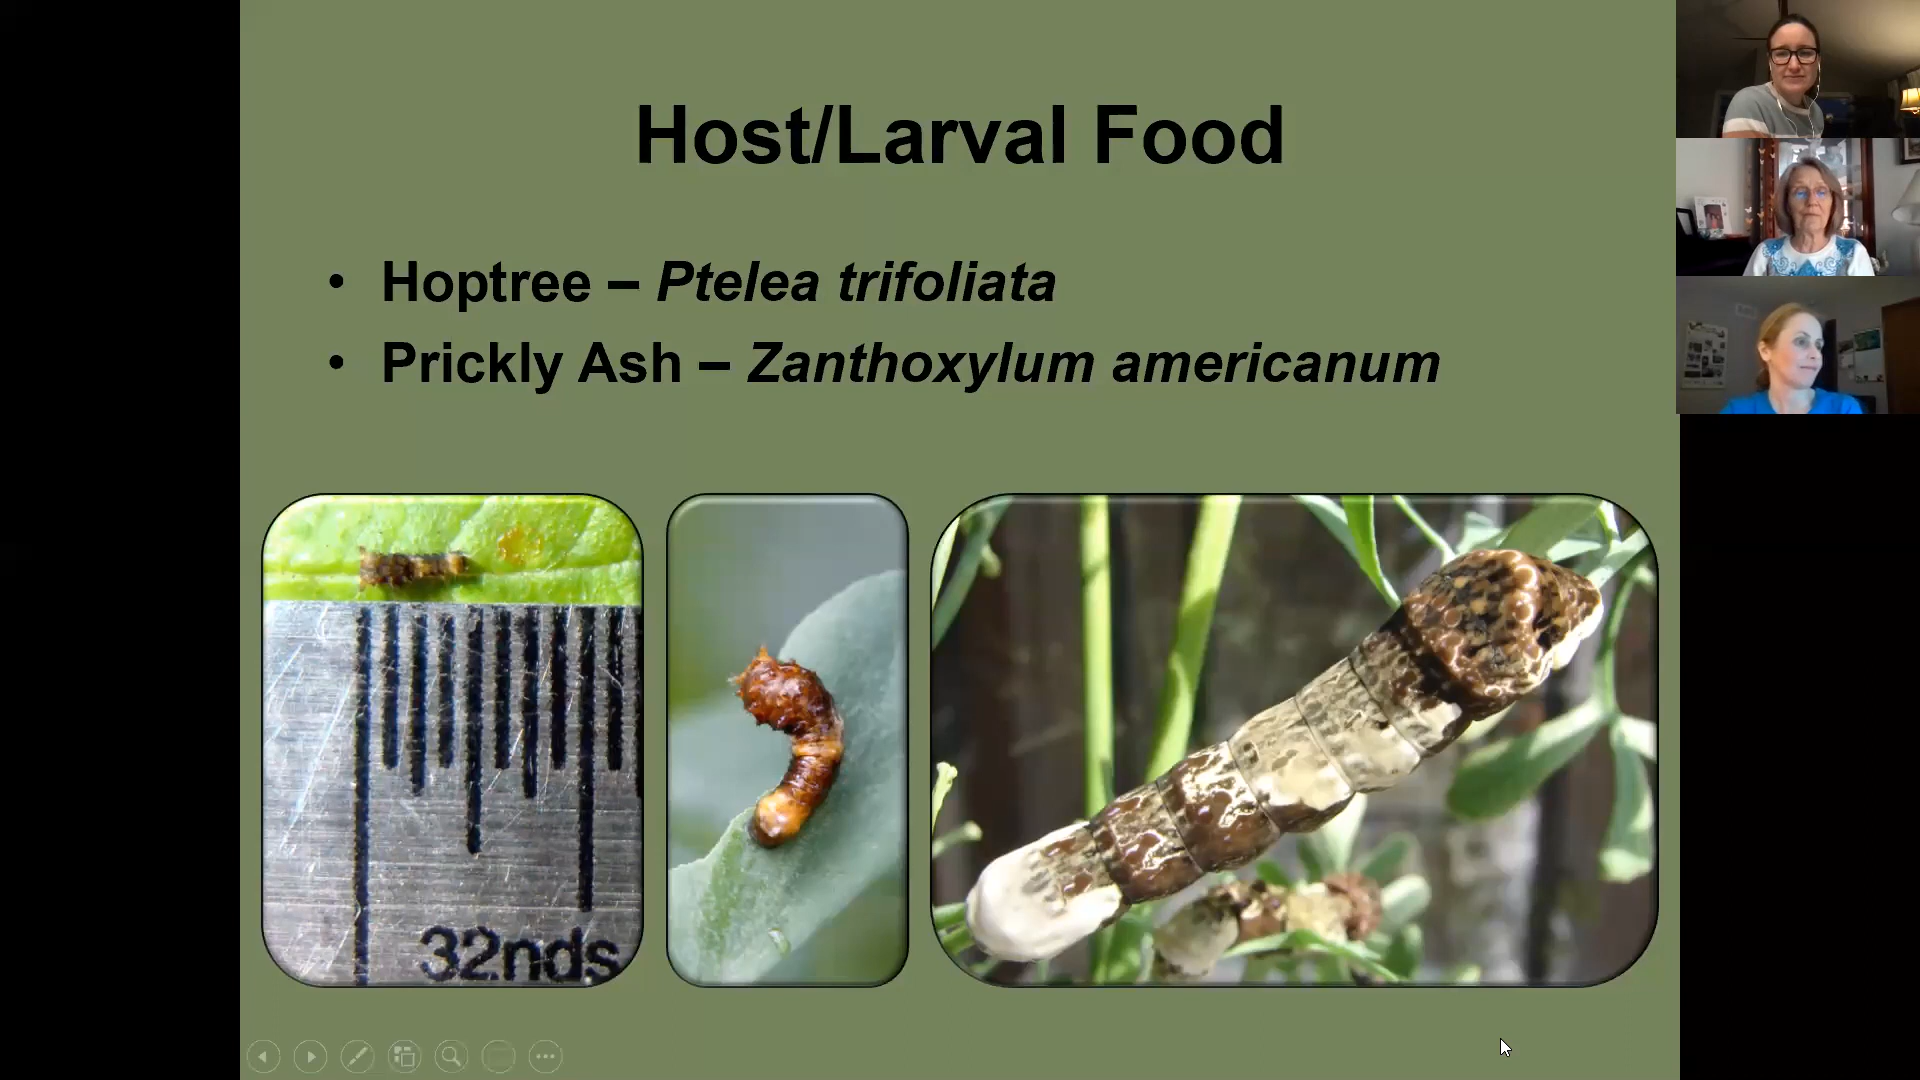 Host/Larval Food
• Hoptree – Ptelea trifoliata
• Prickly Ash – Zanthoxylum americanum
32nds